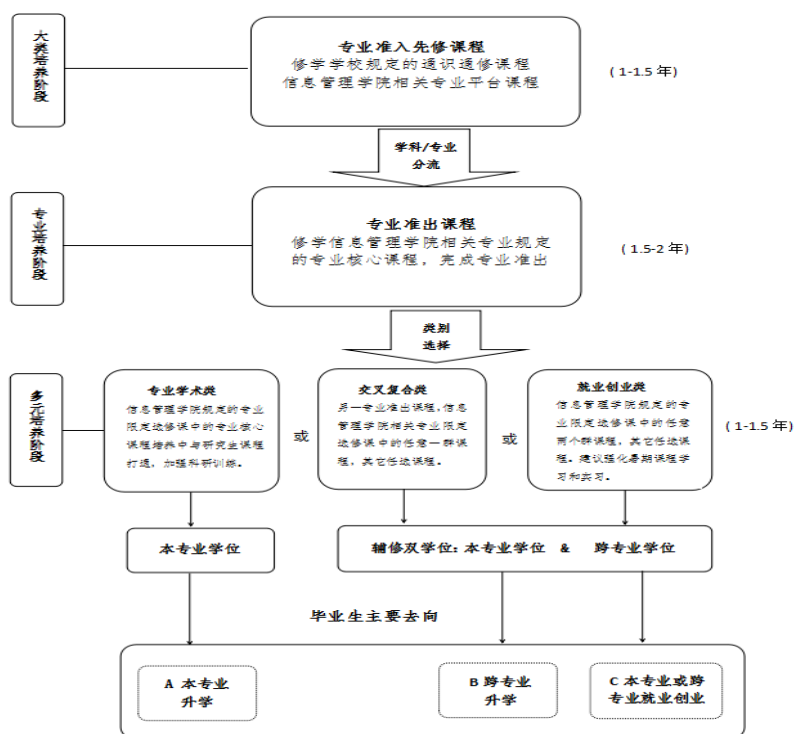 大类培养阶段
专业准入先修课程
修学学校规定的通识通修课程
信息管理学院相关专业平台课程
(1-1.5 年)
学科/专业
分流
专业培养阶段
专业准出课程
修学信息管理学院相关专业规定
的专业核心课程，完成专业准出
(1.5-2 年)
类别
选择
多元培养阶段
专业学术类
信息管理学院规定的专业
限定选修课中的专业核心
课程培养中与研究生课程
打通，加强科研训练。
或
交叉复合类
另一专业准出课程，信息
管理学院相关专业限定
选修课中的任意一群课
程，其它任选课程。
或
就业创业类
信息管理学院规定的专
业限定选修课中的任意
两个群课程，其它任选课
程。建议强化暑期课程学
习和实习。
(1-1.5 年)
本专业学位
辅修双学位：本专业学位 & 跨专业学位
毕业生主要去向
A 本专业
升学
B 跨专业
升学
C 本专业或跨
专业就业创业